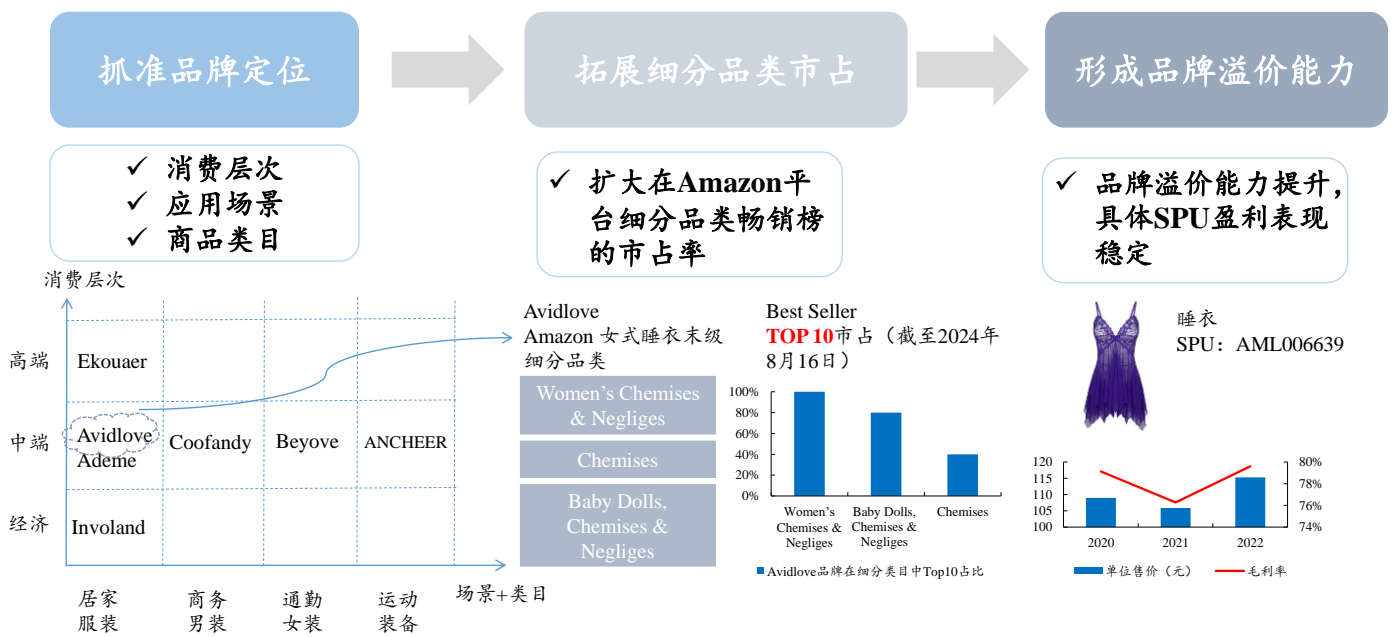 抓准品牌定位
拓展细分品类市占
形成品牌溢价能力
✓ 消费层次
✓ 应用场景
✓ 商品类目
✓ 扩大在Amazon平
台细分品类畅销榜
的市占率
✓ 品牌溢价能力提升，
具体SPU盈利表现
稳定
消费层次
高端
中端
经济
Ekouaer
Avidlove
Ademe
Coofandy
Beyove
ANCHEER
Involand
居家
服装
商务
男装
通勤
女装
运动
装备
场景+类目
Avidlove
Amazon 女式睡衣末级
细分品类
Women's Chemises
& Negliges
Chemises
Baby Dolls,
Chemises &
Negliges
Best Seller
TOP 10市占（截至2024年
8月16日）
100%
80%
60%
40%
20%
0%
Women's
Chemises &
Negliges
Baby Dolls,
Chemises &
Negliges
Chemises
Avidlove品牌在细分类目中Top10占比
睡衣
SPU：AML006639
120
115
110
105
100
80%
78%
76%
74%
2020
2021
2022
单位售价（元）
毛利率